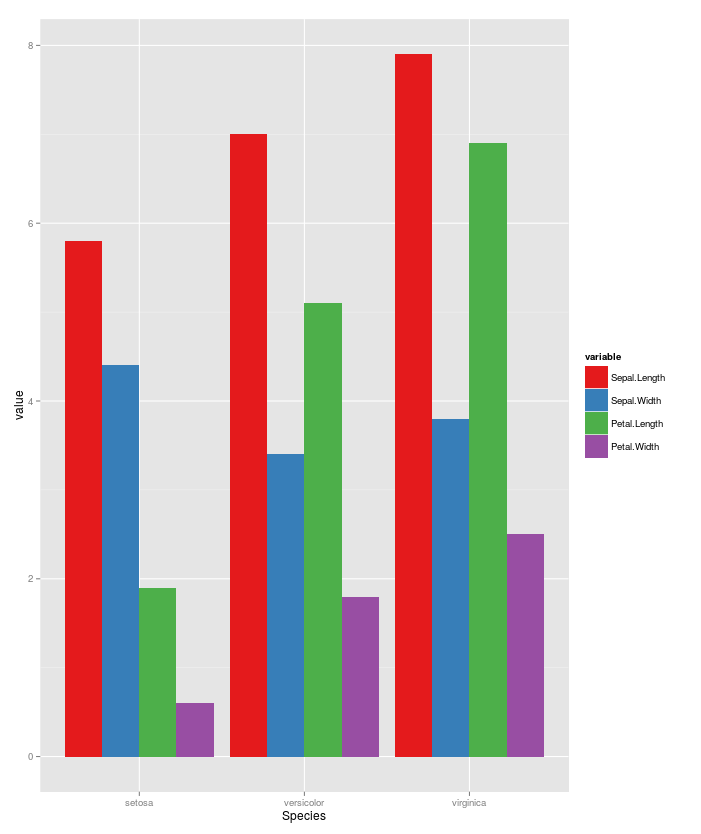 8
6
4
2
0
value
setosa
versicolor
virginica
Species
variable
Sepal.Length
Sepal.Width
Petal.Length
Petal.Width